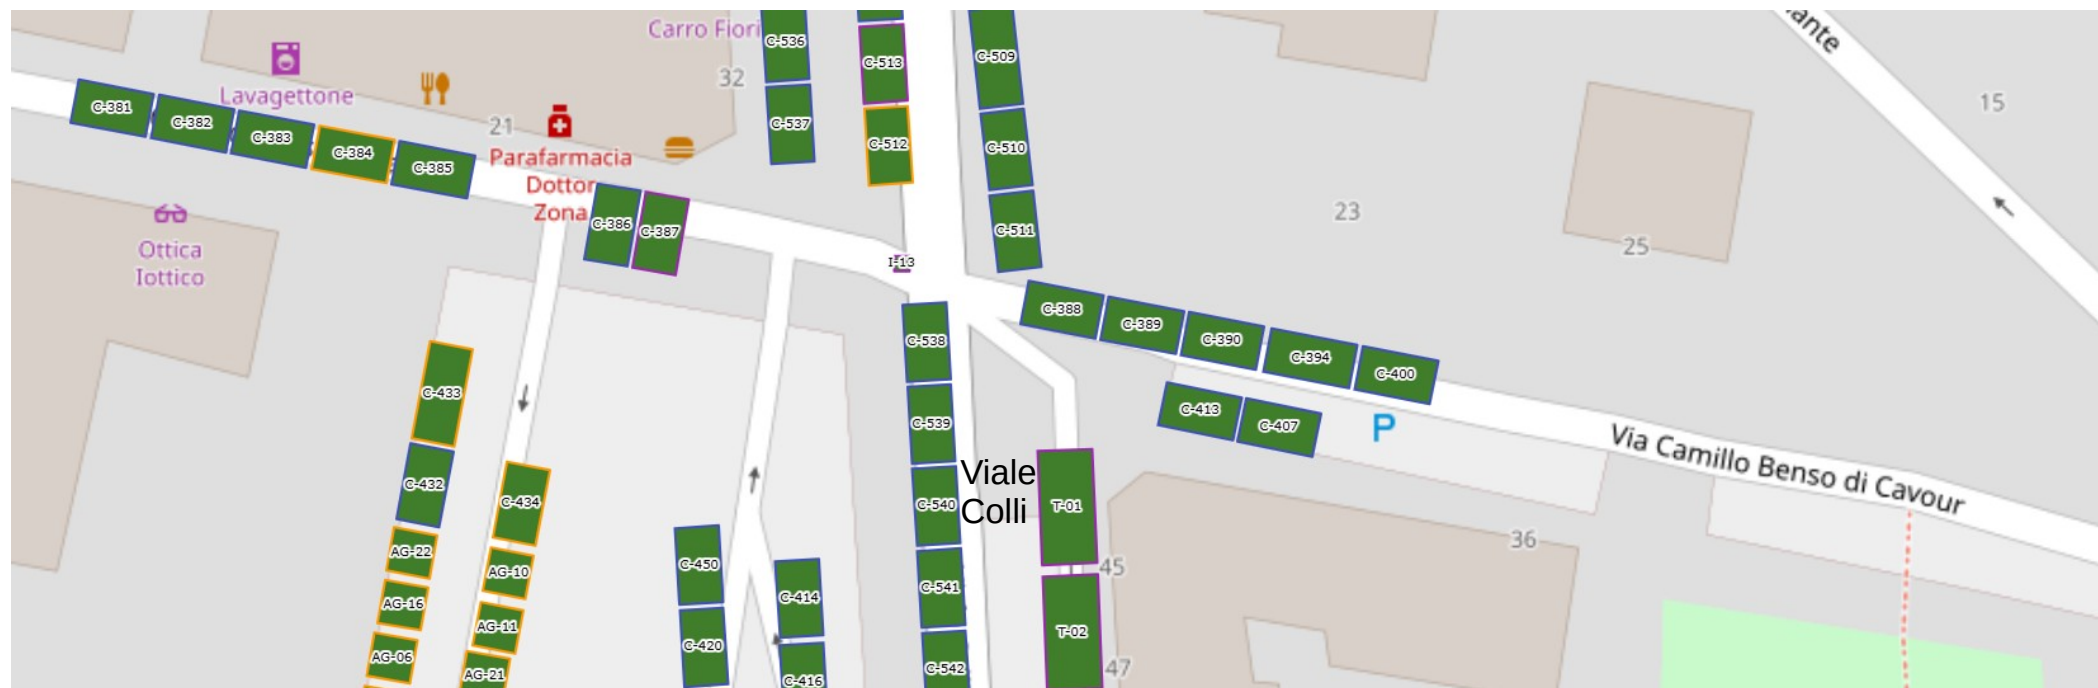 Carro Fiori
C-536
C-513
C-509
32
ante
15
Lavagettone
C-381
C-382
C-383
C-384
C-385
21
C-537
C-512
C-510
Parafarmacia
Dottor
Zona
C-386
C-387
C-511
23
25
Ottica
Iottico
I-13
C-388
C-389
C-390
C-394
C-400
C-538
C-413
C-407
P
Via Camillo Benso di Cavour
C-433
C-539
C-432
C-434
C-540
Viale
Colli
T-01
36
AG-22
AG-10
C-450
C-414
C-541
45
AG-16
AG-11
C-420
T-02
AG-06
AG-21
C-416
C-542
47